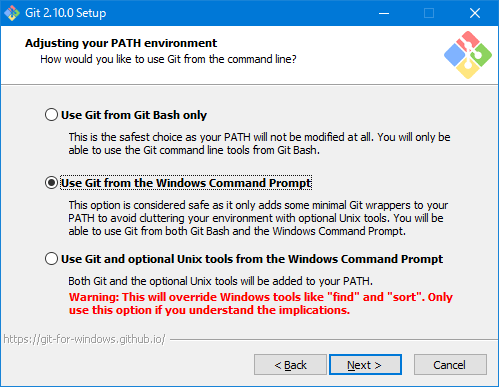 Git 2.10.0 Setup
Adjusting your PATH environment
How would you like to use Git from the command line?
Use Git from Git Bash only
This is the safest choice as your PATH will not be modified at all. You will only be
able to use the Git command line tools from Git Bash.
Use Git from the Windows Command Prompt
This option is considered safe as it only adds some minimal Git wrappers to your
PATH to avoid cluttering your environment with optional Unix tools. You will be
able to use Git from both Git Bash and the Windows Command Prompt.
Use Git and optional Unix tools from the Windows Command Prompt
Both Git and the optional Unix tools will be added to your PATH.
Warning: This will override Windows tools like "find" and "sort". Only
use this option if you understand the implications.
https://git-for-windows.github.io/
< Back Next > Cancel